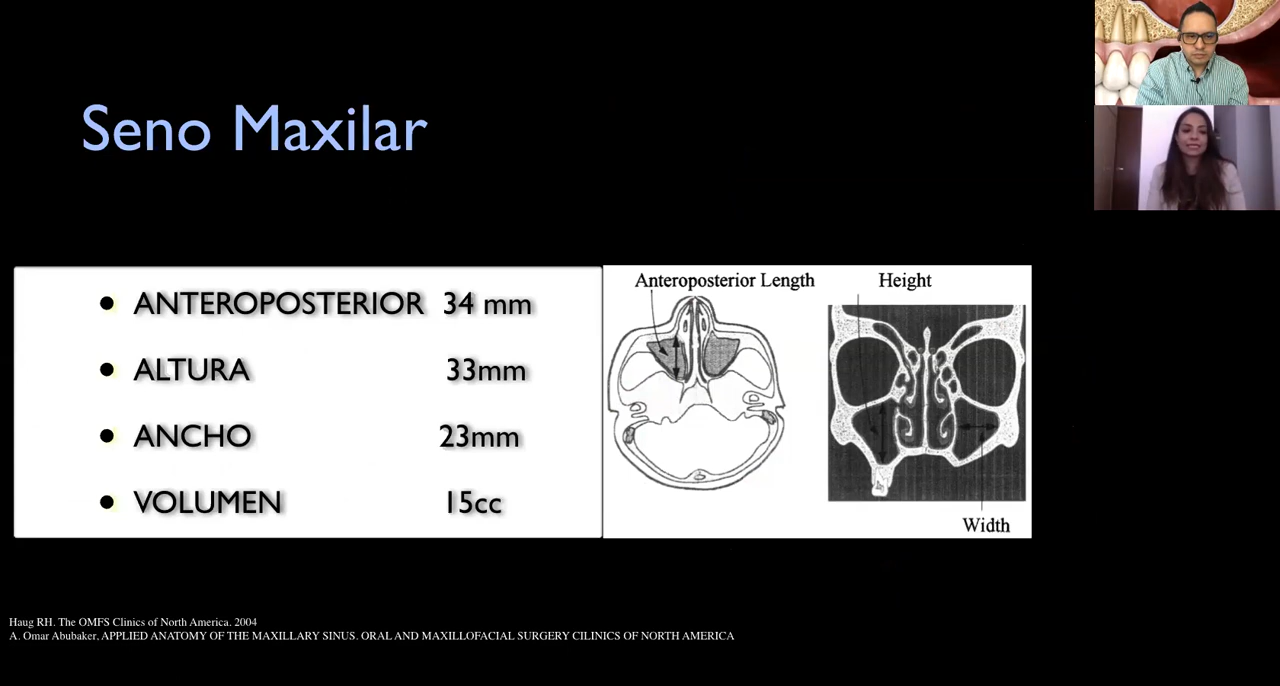 Seno Maxilar
• ANTEROPOSTERIOR 34 mm
• ALTURA 33mm
• ANCHO 23mm
• VOLUMEN 15cc
Anteroposterior Length
Height
Width
Haug RH. The OMFS Clinics of North America. 2004
A. Omar Abubaker, APPLIED ANATOMY OF THE MAXILLARY SINUS. ORAL AND MAXILLOFACIAL SURGERY CILINICS OF NORTH AMERICA